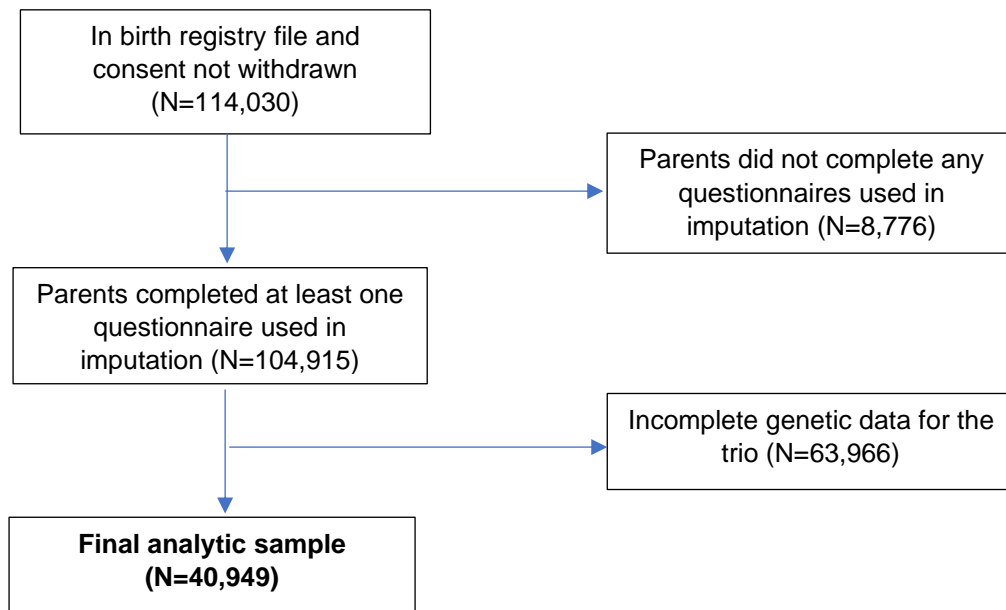 In birth registry file and
consent not withdrawn
(N=114,030)
Parents did not complete any
questionnaires used in
imputation (N=8,776)
Parents completed at least one
questionnaire used in
imputation (N=104,915)
Incomplete genetic data for the
trio (N=63,966)
Final analytic sample
(N=40,949)